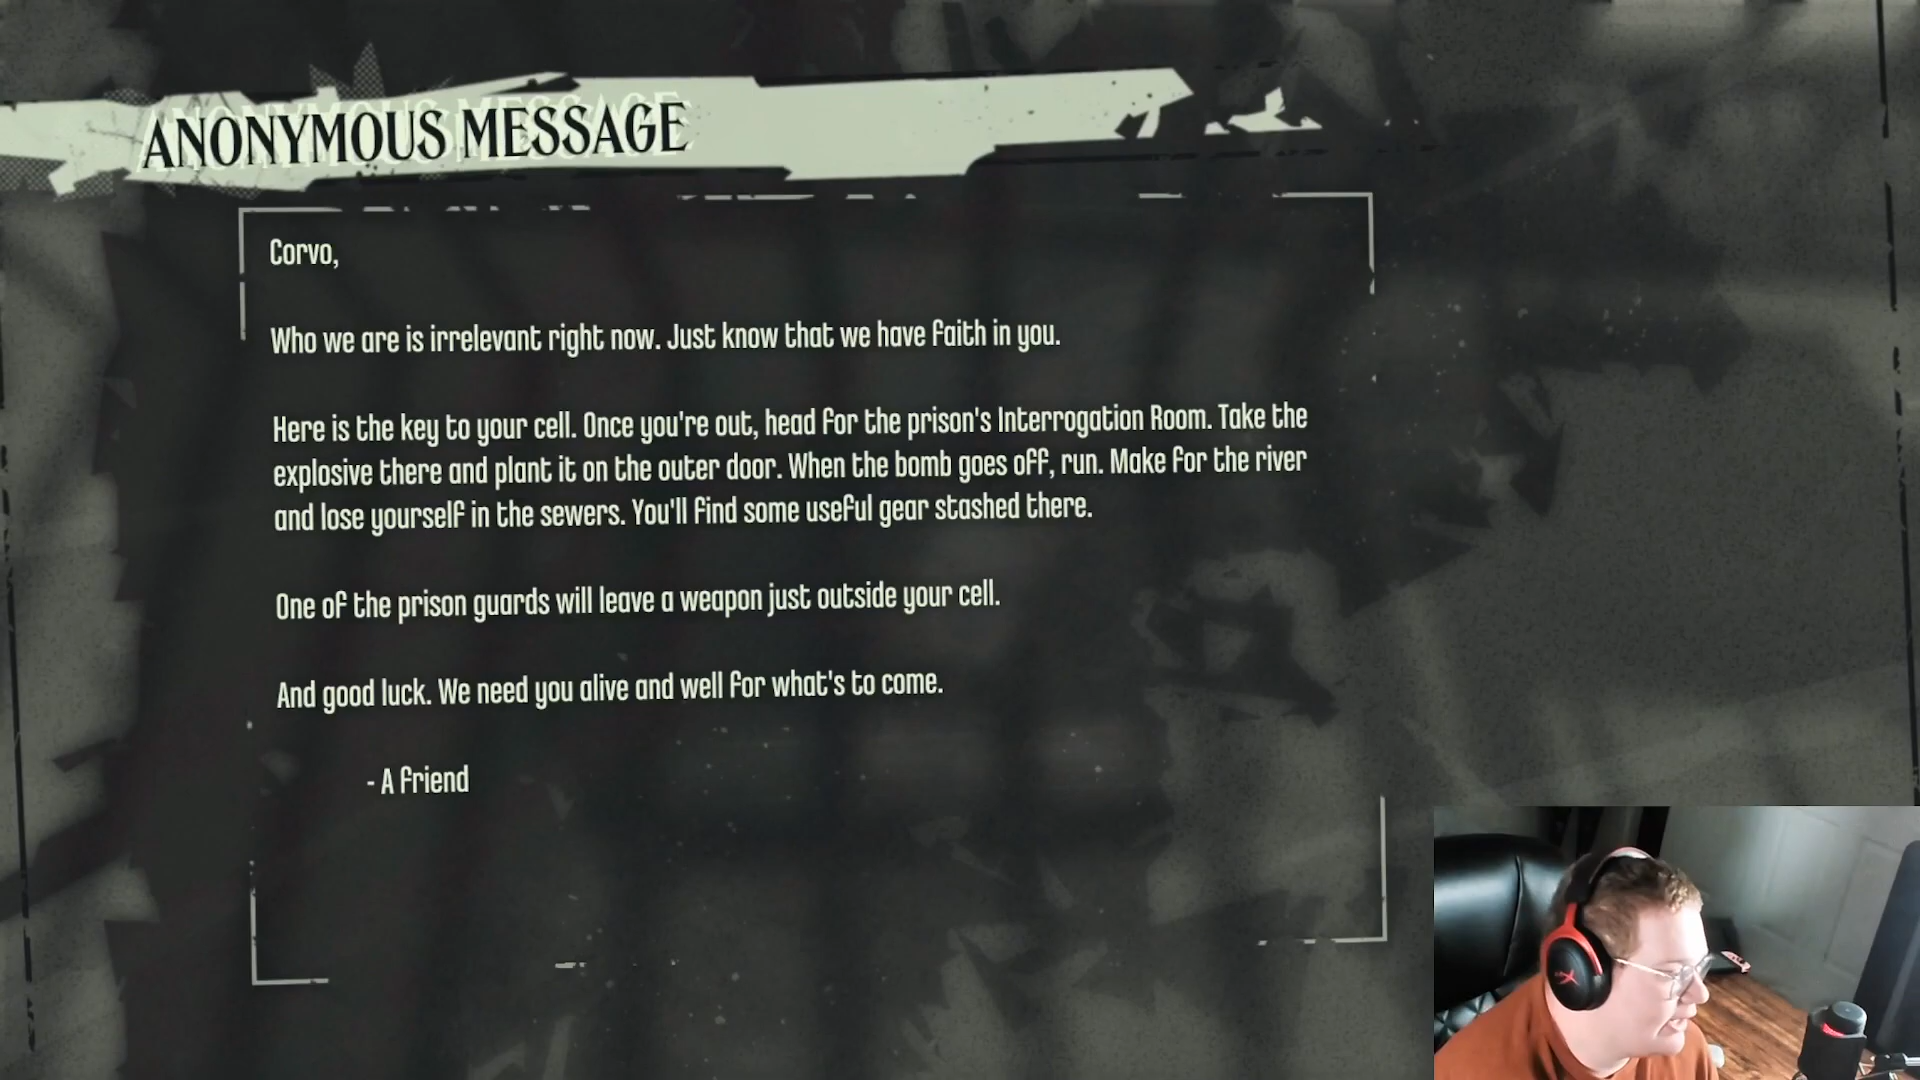 ANONYMOUS MESSAGE
Corvo,
Who we are is irrelevant right now. Just know that we have faith in you.
Here is the key to your cell. Once you're out, head for the prison's Interrogation Room. Take the
explosive there and plant it on the outer door. When the bomb goes off, run. Make for the river
and lose yourself in the sewers. You'll find some useful gear stashed there.
One of the prison guards will leave a weapon just outside your cell.
And good luck. We need you alive and well for what's to come.
- A friend